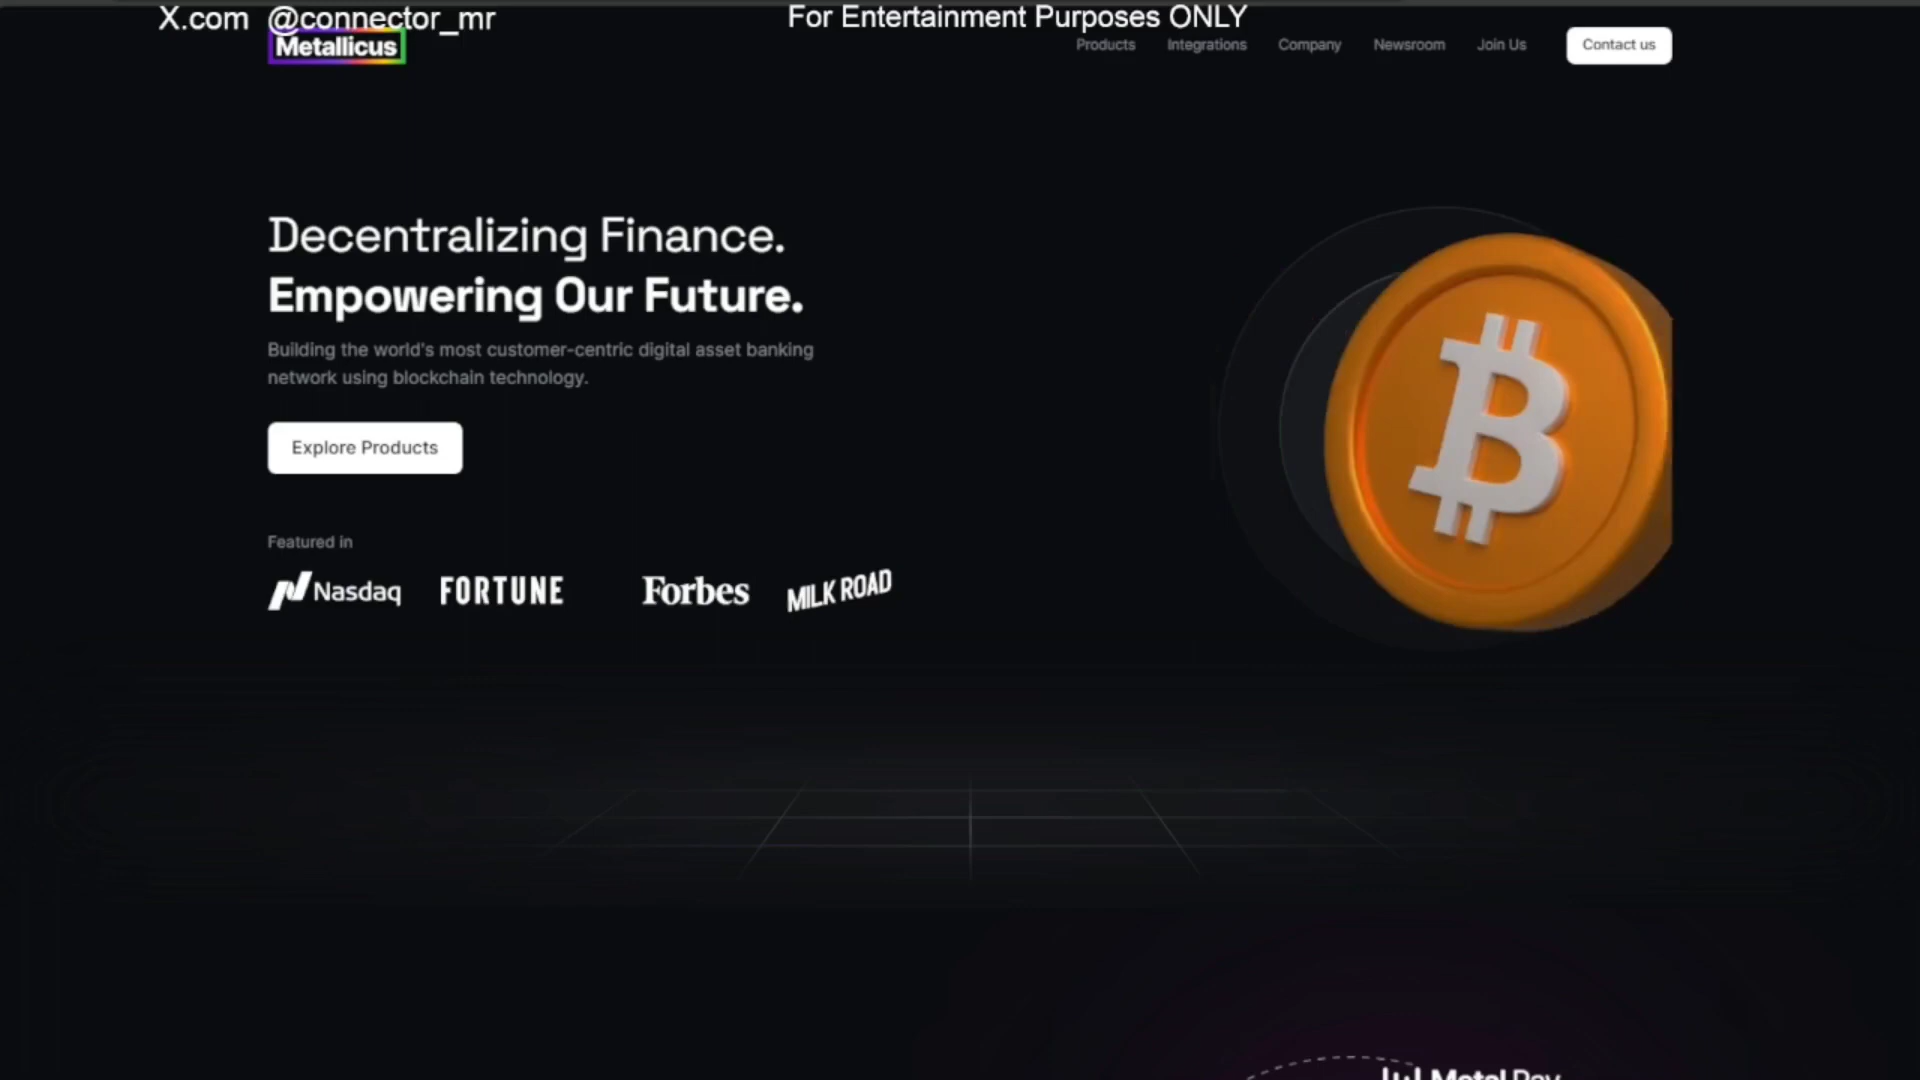 X.com @connector_mr
For Entertainment Purposes ONLY
Metallicus
Products
Integrations
Company
Newsroom
Join Us
Contact us
Decentralizing Finance.
Empowering Our Future.
Building the world's most customer-centric digital asset banking
network using blockchain technology.
Explore Products
Featured in
Nasdaq
FORTUNE
Forbes
MILK ROAD
Metal Pay